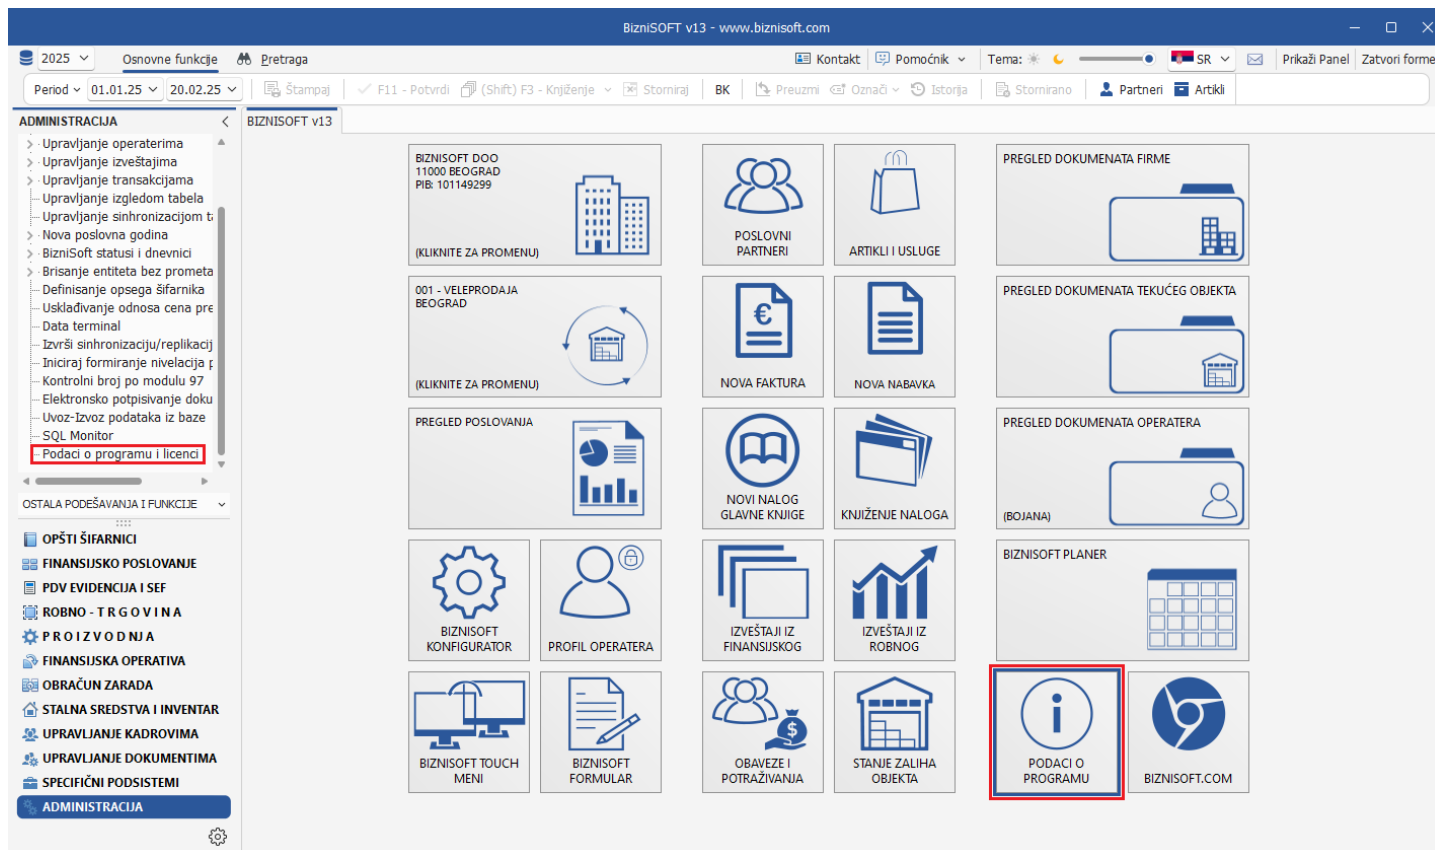 BizniSOFT v13 - www.biznisoft.com
2025 Osnovne funkcije Pretraga Kontakt Pomoćnik Tema: SR Prikaži Panel Zatvori forme
Period 01.01.25 20.02.25 Štampaj F11 - Potvrdi (Shift) F3 - Knjiženje Storniraj BK Preuzmi Označi Istorija Stornirano Partneri Artikli
ADMINISTRACIJA
BIZNISOFT v13
Upravljanje operaterima
Upravljanje izveštajima
Upravljanje transakcijama
Upravljanje izgledom tabela
Upravljanje sinhronizacijom ta
Nova poslovna godina
BizniSoft statusi i dnevnici
Brisanje entiteta bez prometa
Definisanje opsega šifarnika
Usklađivanje odnosa cena pre
Data terminal
Izvrši sinhronizaciju/replikacij
Iniciraj formiranje nivelacija p
Kontrolni broj po modulu 97
Elektronsko potpisivanje doku
Uvoz-Izvoz podataka iz baze
SQL Monitor
Podaci o programu i licenci
OSTALA PODEŠAVANJA I FUNKCIJE
OPŠTI ŠIFARNICI
FINANSIJSKO POSLOVANJE
PDV EVIDENCIJA I SEF
ROBNO - T R G O V I N A
P R O I Z V O D N J A
FINANSIJSKA OPERATIVA
OBRAČUN ZARADA
STALNA SREDSTVA I INVENTAR
UPRAVLJANJE KADROVIMA
UPRAVLJANJE DOKUMENTIMA
SPECIFIČNI PODSISTEMI
ADMINISTRACIJA
BIZNISOFT DOO
11000 BEOGRAD
PIB: 101149299
(KLIKNITE ZA PROMENU)
POSLOVNI
PARTNERI
ARTIKLI I USLUGE
PREGLED DOKUMENATA FIRME
001 - VELEPRODAJA
BEOGRAD
(KLIKNITE ZA PROMENU)
€
NOVA FAKTURA
NOVA NABAVKA
PREGLED DOKUMENATA TEKUĆEG OBJEKTA
PREGLED POSLOVANJA
NOVI NALOG
GLAVNE KNJIGE
KNJIŽENJE NALOGA
PREGLED DOKUMENATA OPERATERA
(BOJANA)
BIZNISOFT
KONFIGURATOR
PROFIL OPERATERA
IZVEŠTAJI IZ
FINANSIJSKOG
IZVEŠTAJI IZ
ROBNOG
BIZNISOFT PLANER
BIZNISOFT TOUCH
MENI
BIZNISOFT
FORMULAR
$
OBAVEZE I
POTRAŽIVANJA
STANJE ZALIHA
OBJEKTA
i
PODACI O
PROGRAMU
BIZNISOFT.COM